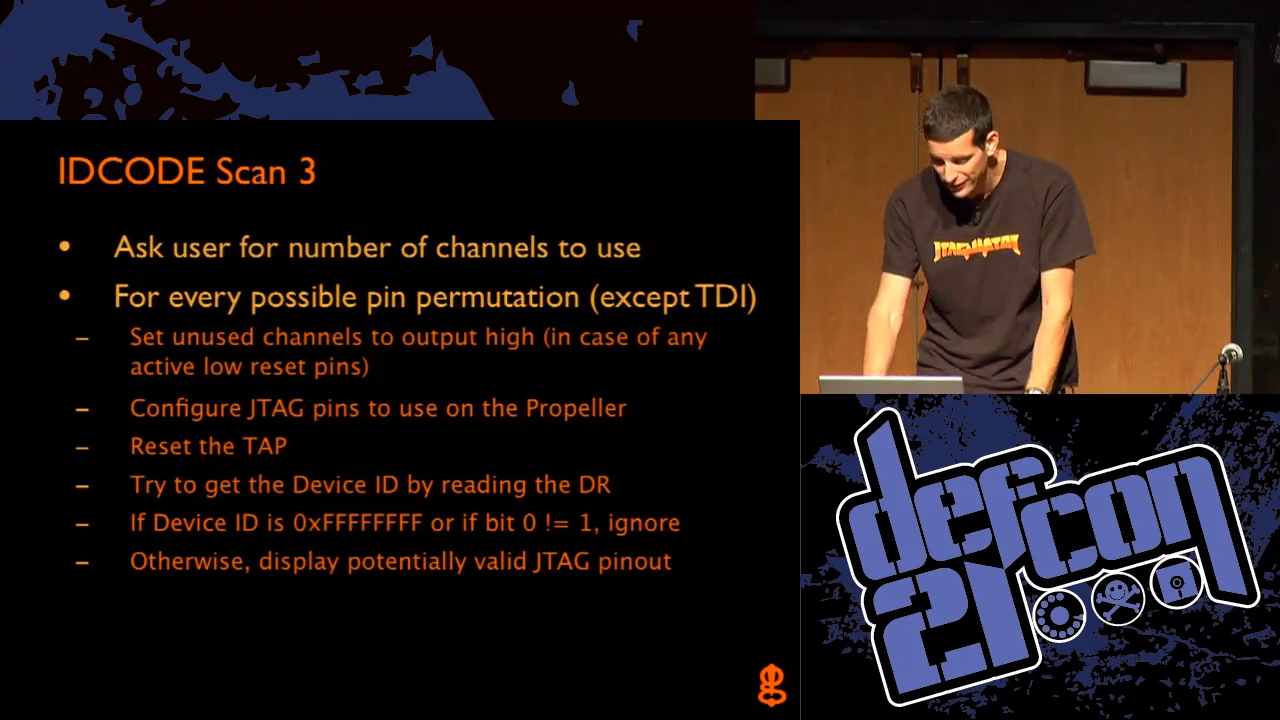 IDCODE Scan 3
• Ask user for number of channels to use
• For every possible pin permutation (except TDI)
– Set unused channels to output high (in case of any
active low reset pins)
– Configure JTAG pins to use on the Propeller
– Reset the TAP
– Try to get the Device ID by reading the DR
– If Device ID is 0xFFFFFFFF or if bit 0 != 1, ignore
– Otherwise, display potentially valid JTAG pinout
JTAGULATOR
defcon
21